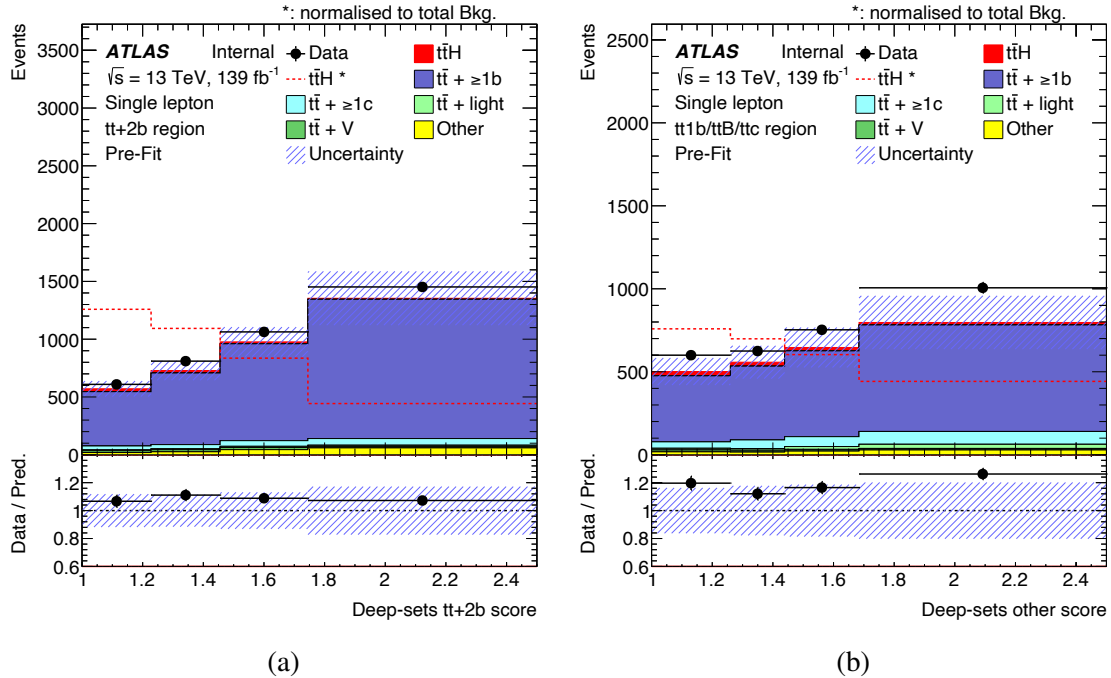 *: normalised to total Bkg.
Events
3500
3000
2500
2000
1500
1000
500
0
ATLAS Internal
√s = 13 TeV, 139 fb⁻¹
Single lepton
tt+2b region
Pre-Fit
Data
tt̄H
tt̄H *
tt̄ + ≥1b
tt̄ + ≥1c
tt̄ + light
tt̄ + V
Other
Uncertainty
Data / Pred.
1.2
1
0.8
0.6
1 1.2 1.4 1.6 1.8 2 2.2 2.4
Deep-sets tt+2b score
(a)
*: normalised to total Bkg.
Events
2500
2000
1500
1000
500
0
ATLAS Internal
√s = 13 TeV, 139 fb⁻¹
Single lepton
tt1b/ttB/ttc region
Pre-Fit
Data
tt̄H
tt̄H *
tt̄ + ≥1b
tt̄ + ≥1c
tt̄ + light
tt̄ + V
Other
Uncertainty
Data / Pred.
1.2
1
0.8
0.6
1 1.2 1.4 1.6 1.8 2 2.2 2.4
Deep-sets other score
(b)